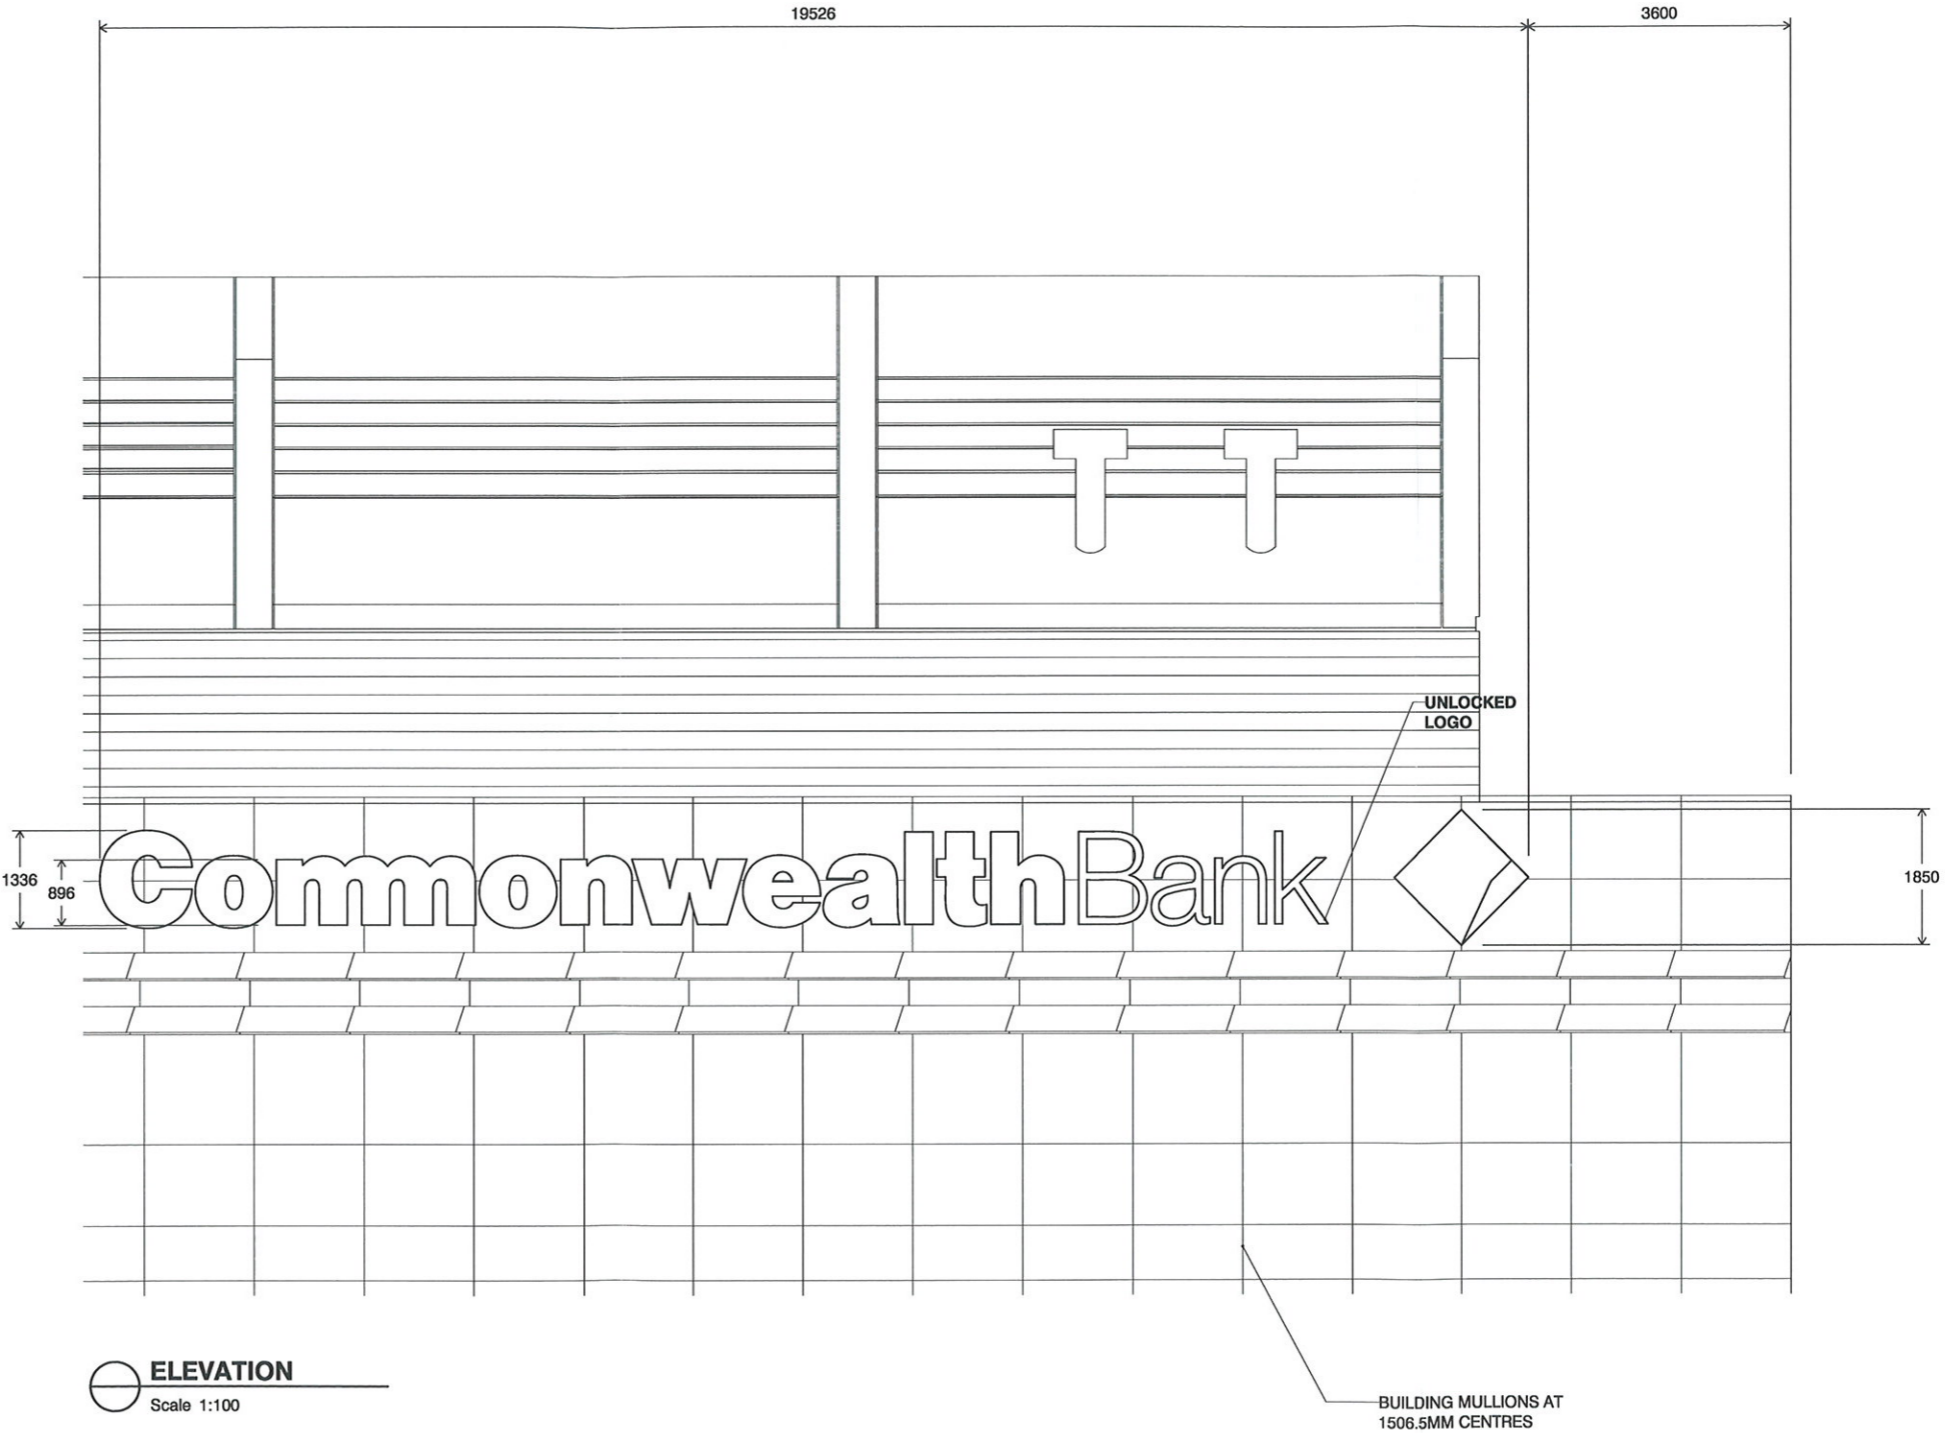 19526
3600
UNLOCKED
LOGO
CommonwealthBank
1336
896
1850
ELEVATION
Scale 1:100
BUILDING MULLIONS AT
1506.5MM CENTRES